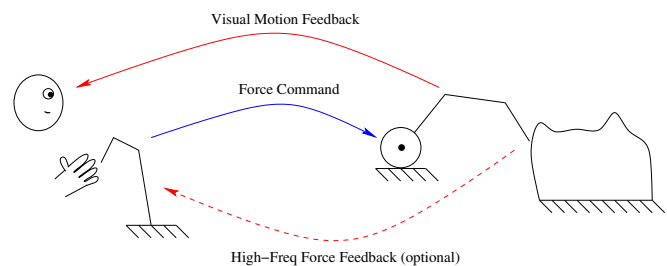 Visual Motion Feedback
Force Command
High-Freq Force Feedback (optional)